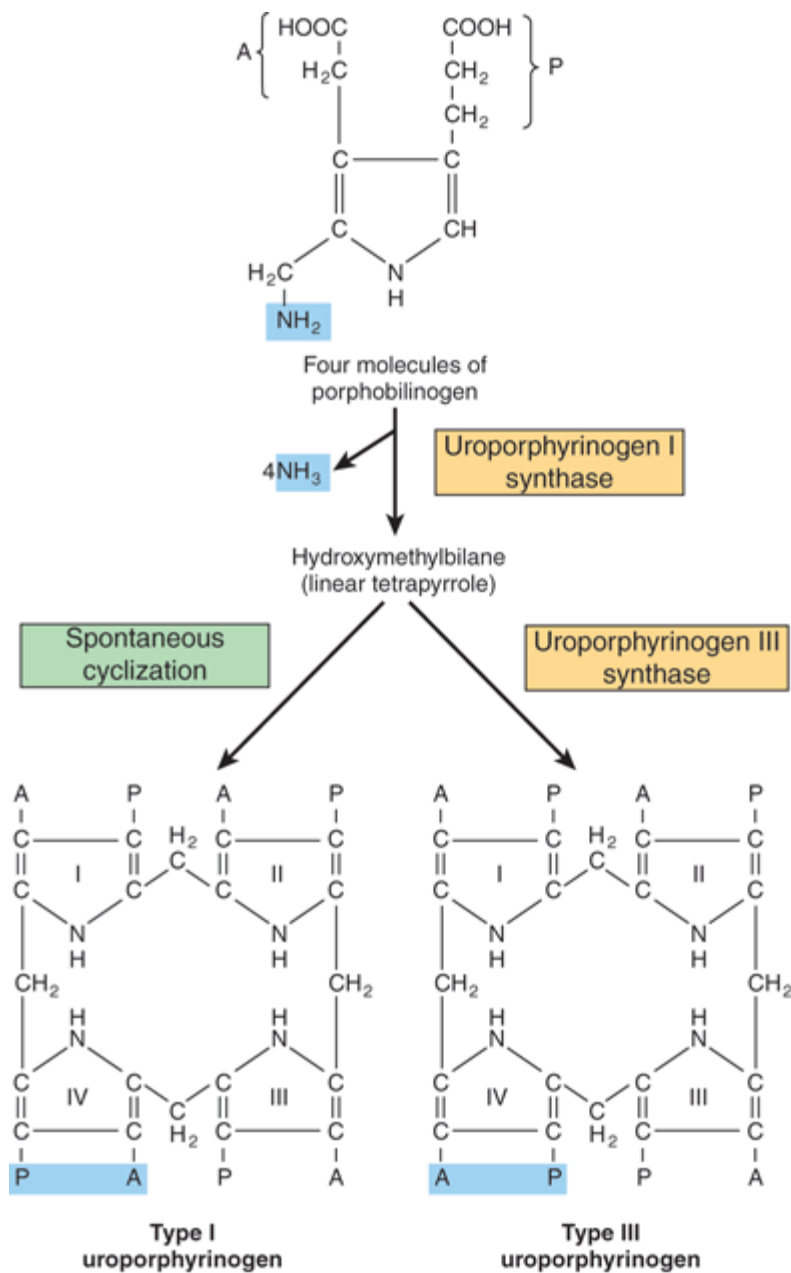 HOOC COOH
A H₂C CH₂ P
CH₂
C C
C CH
H₂C N
H
NH₂
Four molecules of
porphobilinogen
Uroporphyrinogen I
synthase
4NH₃
Hydroxymethylbilane
(linear tetrapyrrole)
Spontaneous
cyclization
Uroporphyrinogen III
synthase
A P A P
C C H₂ C C
I C II
C C C C
N N
H H
CH₂ CH₂
H H
N N
C C C C
IV C III
C C H₂ C C
P A P A
Type I
uroporphyrinogen
A P A P
C C H₂ C C
I C II
C C C C
N N
H H
CH₂ CH₂
H H
N N
C C C C
IV C III
C C H₂ C C
A P P A
Type III
uroporphyrinogen